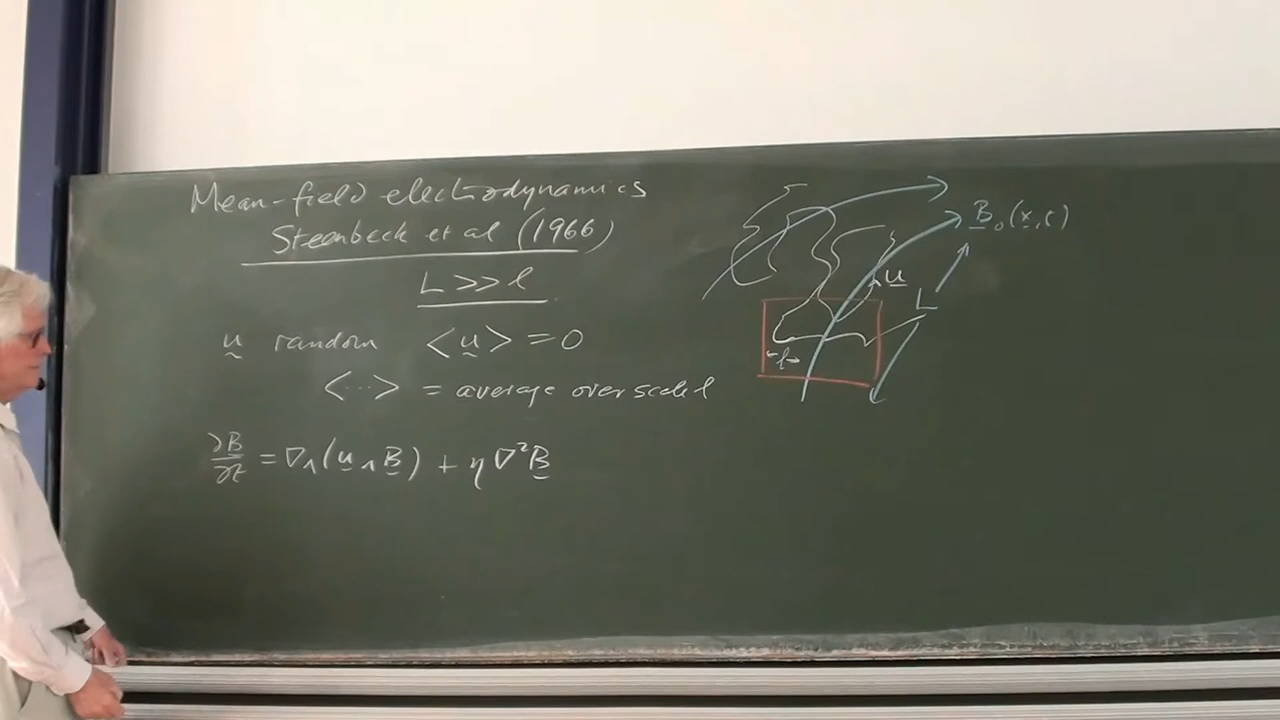 Mean-field electrodynamics
Steenbeck et al (1966)
L >> l
u random <u> = 0
<...> = average over scale l
∂B/∂t = ∇∧(u∧B) + η∇²B
B₀(x,t)
u
L
l